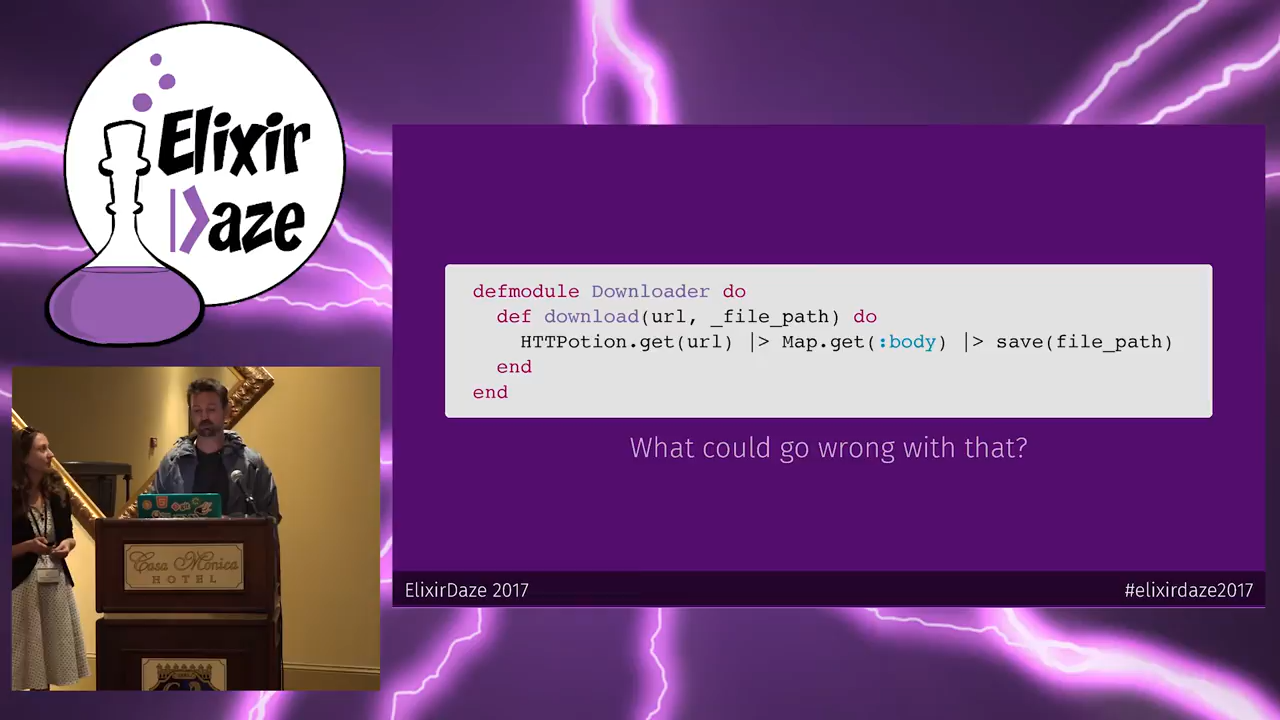 Elixir
Daze
defmodule Downloader do
  def download(url, _file_path) do
    HTTPotion.get(url) |> Map.get(:body) |> save(file_path)
  end
end
What could go wrong with that?
Casa Monica
HOTEL
ElixirDaze 2017
#elixirdaze2017